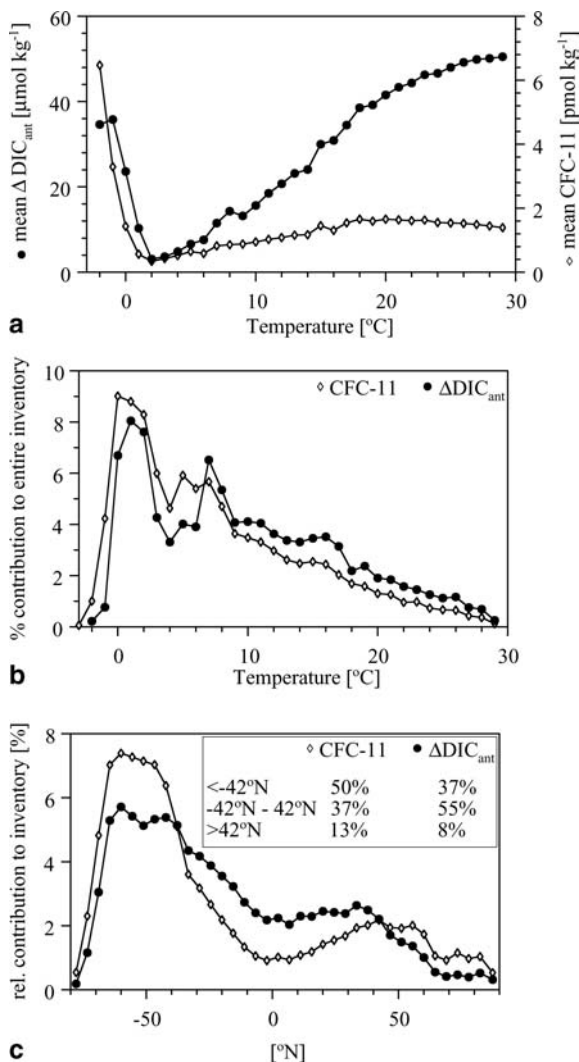 60
40
20
0
8
6
4
2
0
● mean Δ DICant [µmol kg⁻¹]
◇ mean CFC-11 [pmol kg⁻¹]
0 10 20 30
Temperature [ºC]
a
10
8
6
4
2
0
% contribution to entire inventory
◇ CFC-11 ● ΔDICant
0 10 20 30
Temperature [ºC]
b
8
6
4
2
0
rel. contribution to inventory [%]
◇ CFC-11 ● ΔDICant
<-42ºN 50% 37%
-42ºN - 42ºN 37% 55%
>42ºN 13% 8%
-50 0 50
[ºN]
c